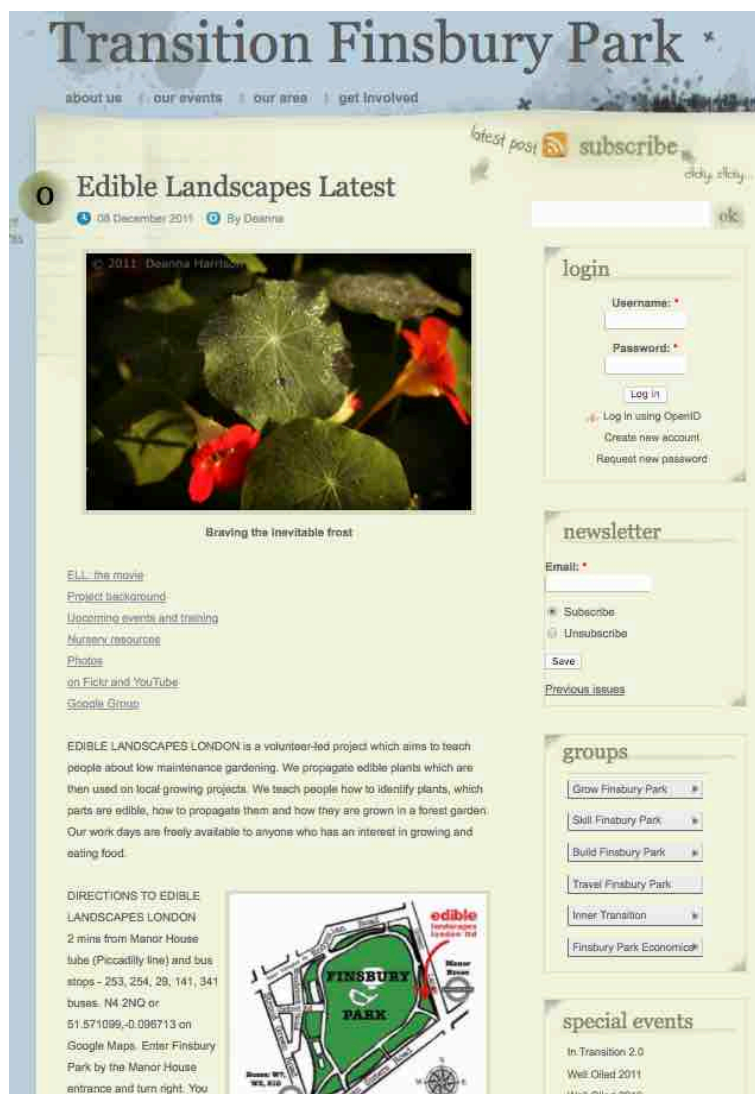 Transition Finsbury Park
about us
our events
our area
get involved
latest post
subscribe
0
Edible Landscapes Latest
08 December 2011
By Deanna
ok
© 2011 Deanna Harrison
Braving the inevitable frost
ELL: the movie
Project background
Upcoming events and training
Nursery resources
Photos
on Fickr and YouTube
Google Group
EDIBLE LANDSCAPES LONDON is a volunteer-led project which aims to teach
people about low maintenance gardening. We propagate edible plants which are
then used on local growing projects. We teach people how to identify plants, which
parts are edible, how to propagate them and how they are grown in a forest garden.
Our work days are freely available to anyone who has an interest in growing and
eating food.
DIRECTIONS TO EDIBLE
LANDSCAPES LONDON
2 mins from Manor House
tube (Piccadilly line) and bus
stops - 253, 254, 29, 141, 341
buses. N4 2NQ or
51.571099,-0.096713 on
Google Maps. Enter Finsbury
Park by the Manor House
entrance and turn right. You
edible
landscapes
london ltd
Manor
House
FINSBURY
PARK
Road
Road
login
Username: *
Password: *
Log in
Log in using OpenID
Create new account
Request new password
newsletter
Email: *
Subscribe
Unsubscribe
Save
Previous issues
groups
Grow Finsbury Park
Skill Finsbury Park
Build Finsbury Park
Travel Finsbury Park
Inner Transition
Finsbury Park Economics
special events
In Transition 2.0
Well Oiled 2011
Well Oiled 2010